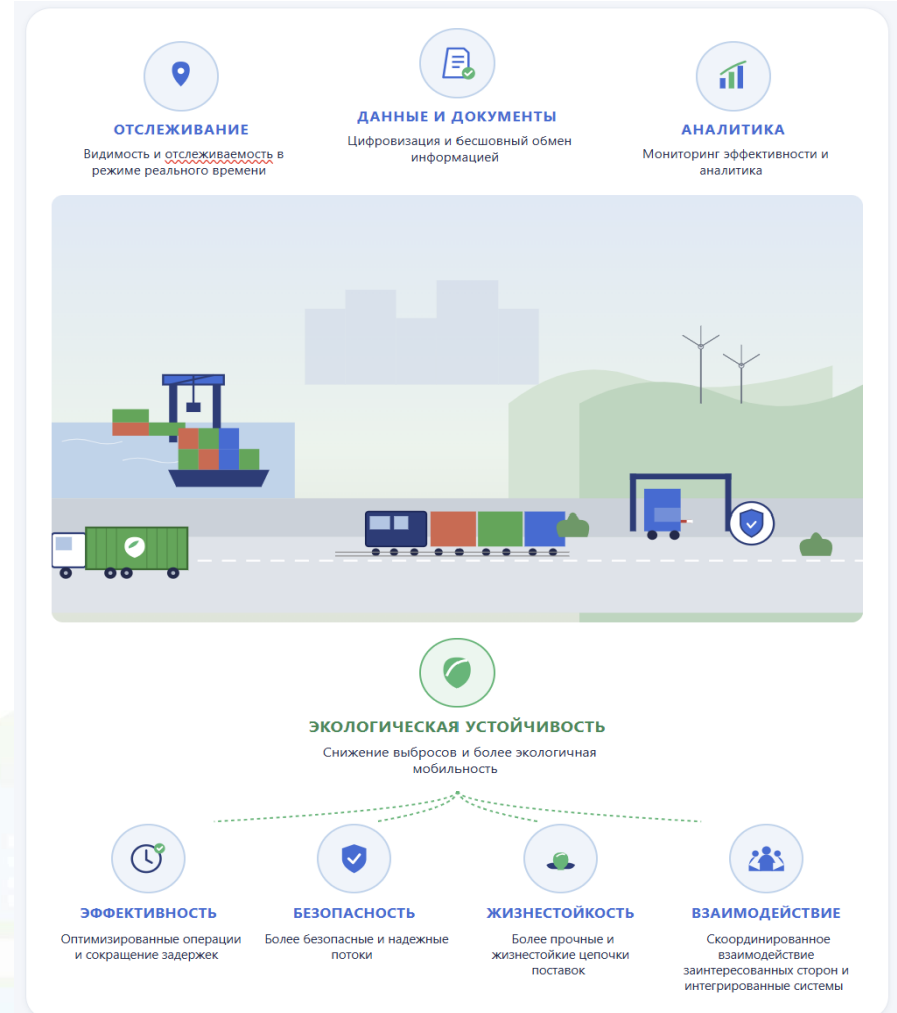 ОТСЛЕЖИВАНИЕ
Видимость и отслеживаемость в
режиме реального времени
ДАННЫЕ И ДОКУМЕНТЫ
Цифровизация и бесшовный обмен
информацией
АНАЛИТИКА
Мониторинг эффективности и
аналитика
ЭКОЛОГИЧЕСКАЯ УСТОЙЧИВОСТЬ
Снижение выбросов и более экологичная
мобильность
ЭФФЕКТИВНОСТЬ
Оптимизированные операции
и сокращение задержек
БЕЗОПАСНОСТЬ
Более безопасные и надежные
потоки
ЖИЗНЕСТОЙКОСТЬ
Более прочные и
жизнестойкие цепочки
поставок
ВЗАИМОДЕЙСТВИЕ
Скоординированное
взаимодействие
заинтересованных сторон и
интегрированные системы